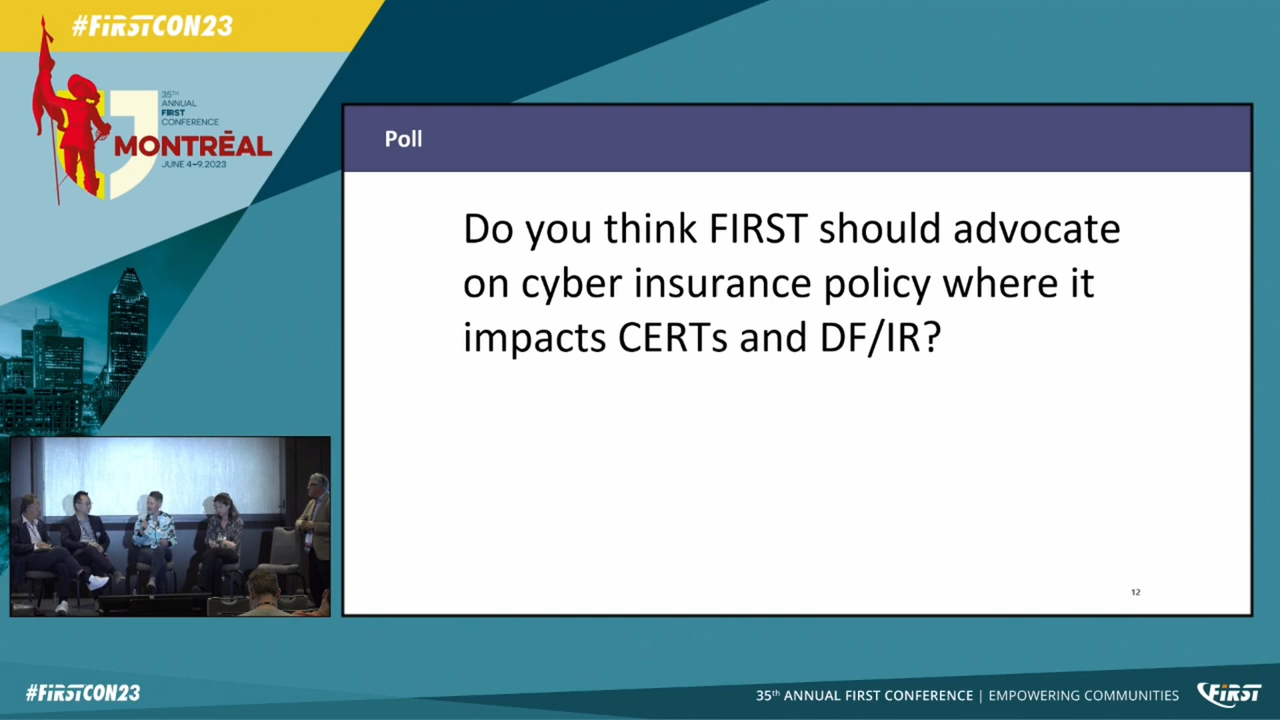 #FiRSTCON23
35TH
ANNUAL
FIRST
CONFERENCE
MONTRĒAL
JUNE 4–9,2023
Poll
Do you think FIRST should advocate
on cyber insurance policy where it
impacts CERTs and DF/IR?
12
#FiRSTCON23
35th ANNUAL FIRST CONFERENCE | EMPOWERING COMMUNITIES
FiRST